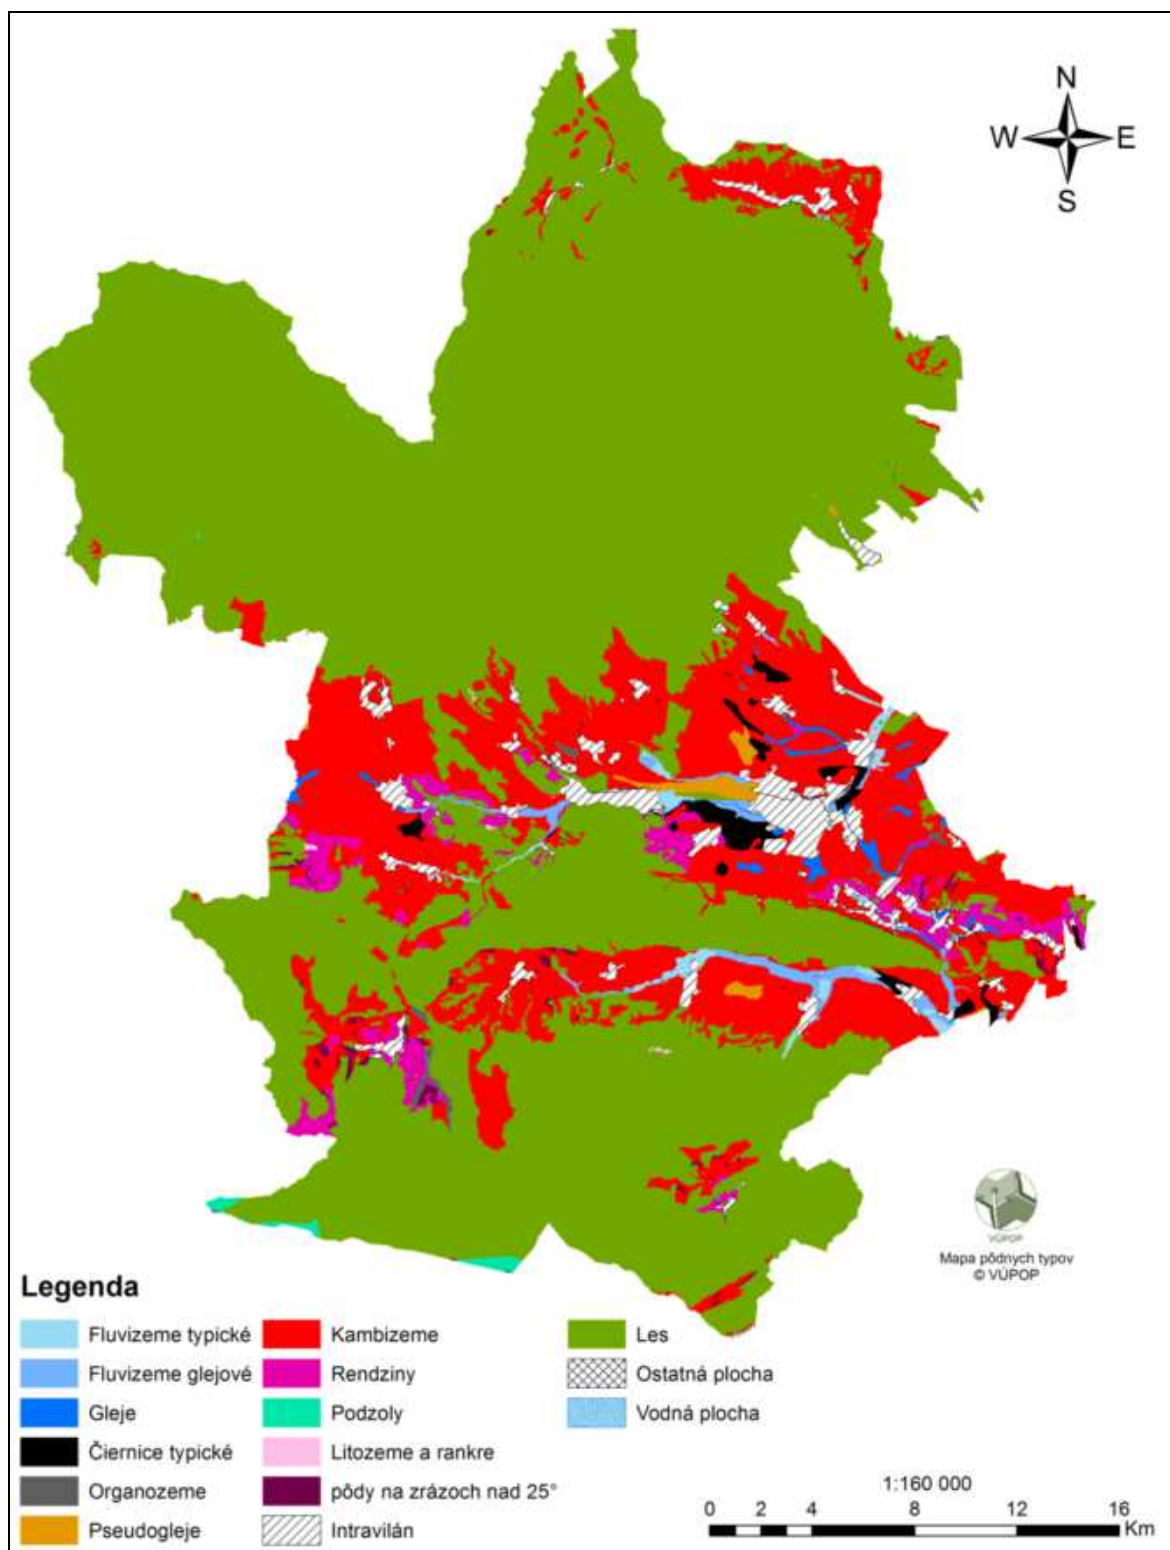 N
W E
S
VÚPOP
Mapa pôdnych typov
© VÚPOP
Legenda
Fluvizeme typické
Fluvizeme glejové
Gleje
Čiernice typické
Organozeme
Pseudogleje
Kambizeme
Rendziny
Podzoly
Litozeme a rankre
pôdy na zrázoch nad 25°
Intravilán
Les
Ostatná plocha
Vodná plocha
1:160 000
0 2 4 8 12 16
Km